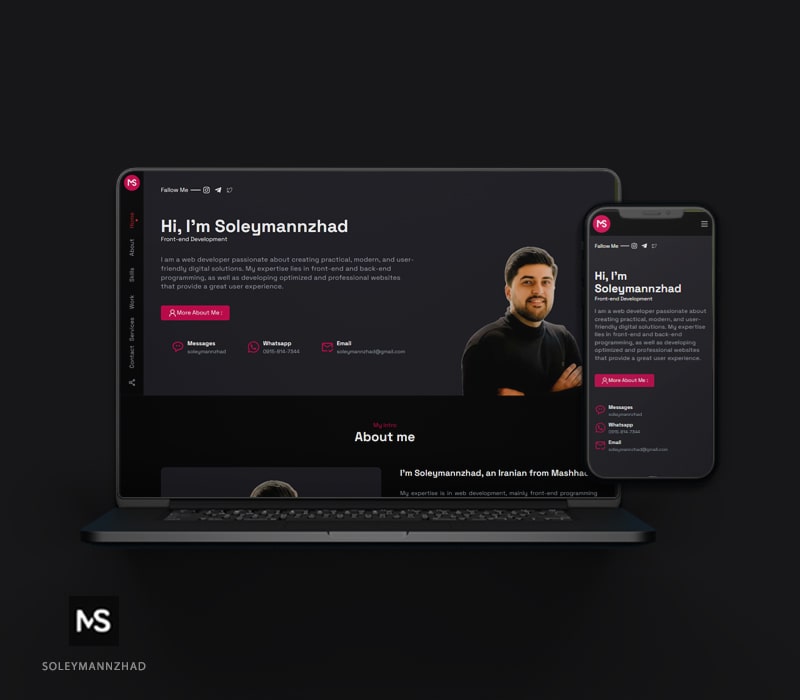 MS
Follow Me
Home
About
Skills
Work
Services
Contact
Hi, I'm Soleymannzhad
Front-end Development
I am a web developer passionate about creating practical, modern, and user-
friendly digital solutions. My expertise lies in front-end and back-end
programming, as well as developing optimized and professional websites
that provide a great user experience.
More About Me !
Messages
soleymannzhad
Whatsapp
0915-814-7344
Email
soleymannzhad@gmail.com
My Intro
About me
I'm Soleymannzhad, an Iranian from Mashhad
My expertise is in web development, mainly front-end programming
MS
Follow Me
Hi, I'm
Soleymannzhad
Front-end Development
I am a web developer passionate about
creating practical, modern, and user-
friendly digital solutions. My expertise
lies in front-end and back-end
programming, as well as developing
optimized and professional websites
that provide a great user experience.
More About Me !
Messages
soleymannzhad
Whatsapp
0915-814-7344
Email
soleymannzhad@gmail.com
MS
SOLEYMANNZHAD